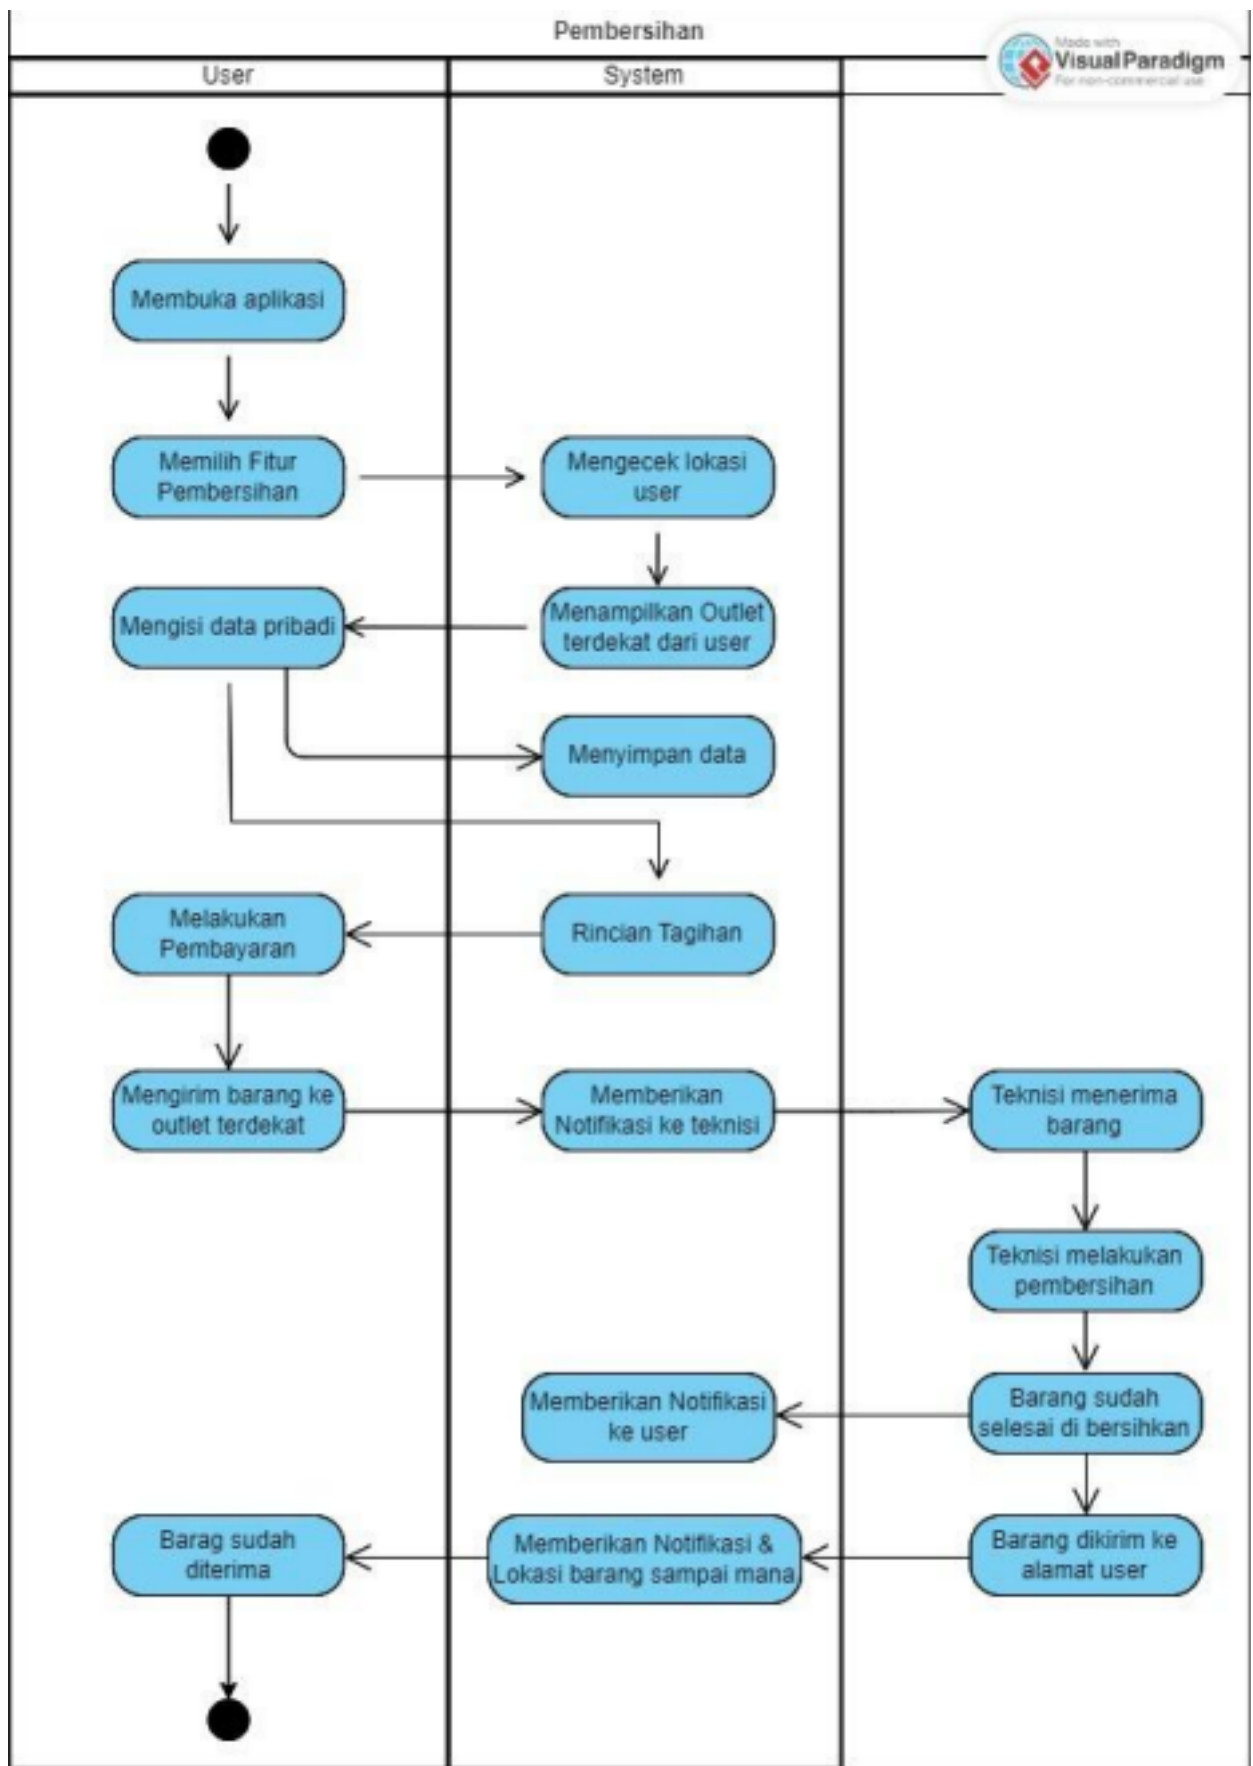 Pembersihan
Made with
Visual Paradigm
For non-commercial use
User
System
Membuka aplikasi
Memilih Fitur
Pembersihan
Mengecek lokasi
user
Mengisi data pribadi
Menampilkan Outlet
terdekat dari user
Menyimpan data
Melakukan
Pembayaran
Rincian Tagihan
Mengirim barang ke
outlet terdekat
Memberikan
Notifikasi ke teknisi
Teknisi menerima
barang
Teknisi melakukan
pembersihan
Memberikan Notifikasi
ke user
Barang sudah
selesai di bersihkan
Barag sudah
diterima
Memberikan Notifikasi &
Lokasi barang sampai mana
Barang dikirim ke
alamat user